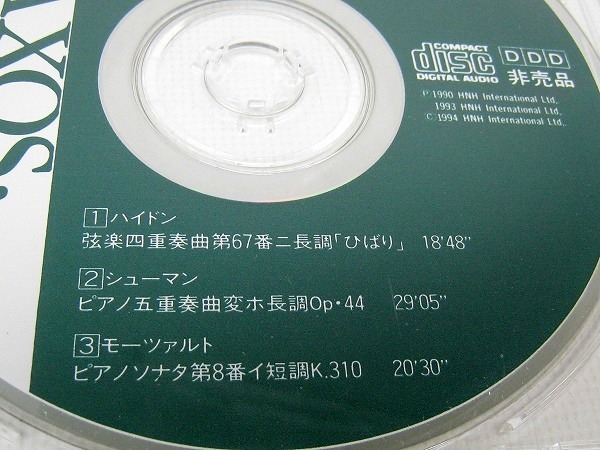 AXOS.
COMPACT
disc
DIGITAL AUDIO
DDD
非売品
℗ 1990 HNH International Ltd.
1993 HNH International Ltd.
© 1994 HNH International Ltd.
1 ハイドン
弦楽四重奏曲第67番ニ長調「ひばり」 18'48"
2 シューマン
ピアノ五重奏曲変ホ長調Op・44 29'05"
3 モーツァルト
ピアノソナタ第8番イ短調K.310 20'30"